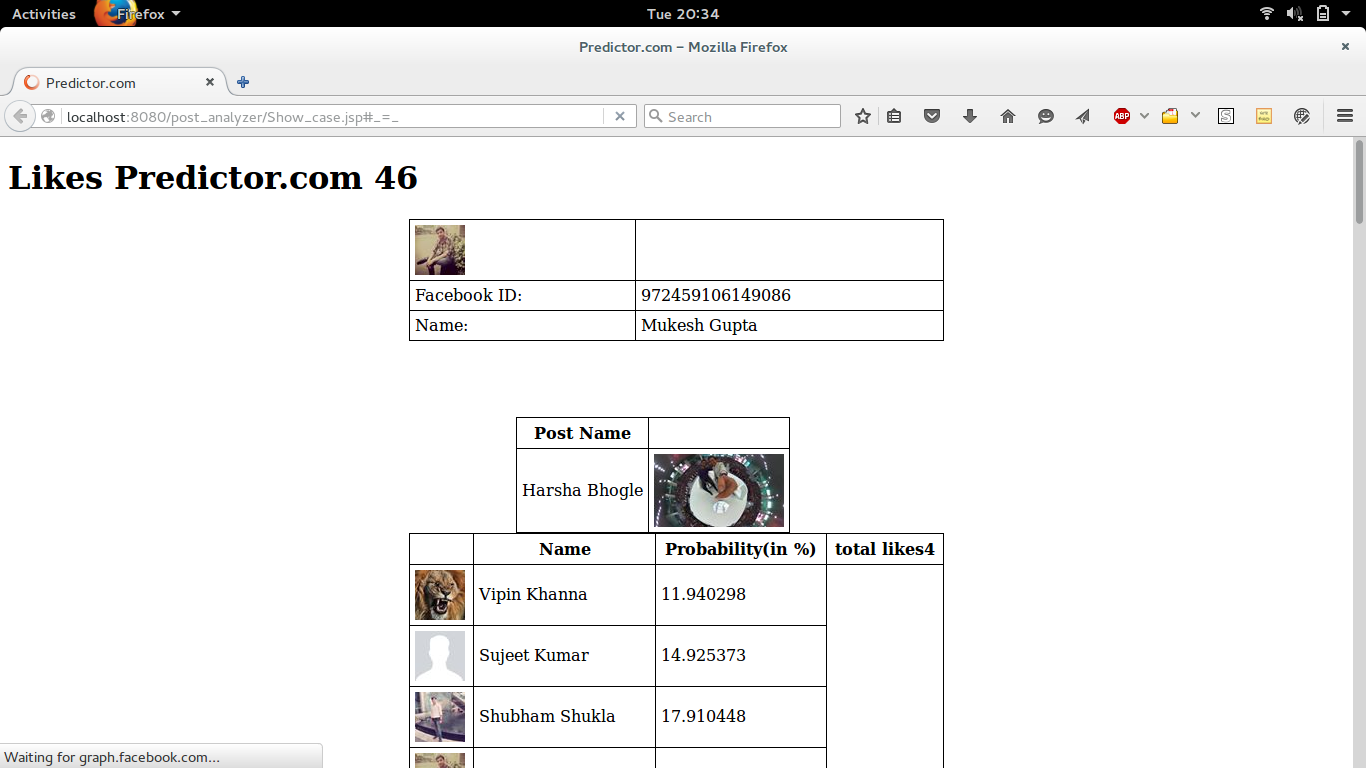 Activities Firefox Tue 20:34
Predictor.com – Mozilla Firefox
Predictor.com
localhost:8080/post_analyzer/Show_case.jsp#_=_ Search ABP S
Likes Predictor.com 46
Facebook ID: 972459106149086
Name: Mukesh Gupta
Post Name
Harsha Bhogle
Name Probability(in %) total likes4
Vipin Khanna 11.940298
Sujeet Kumar 14.925373
Shubham Shukla 17.910448
Waiting for graph.facebook.com...